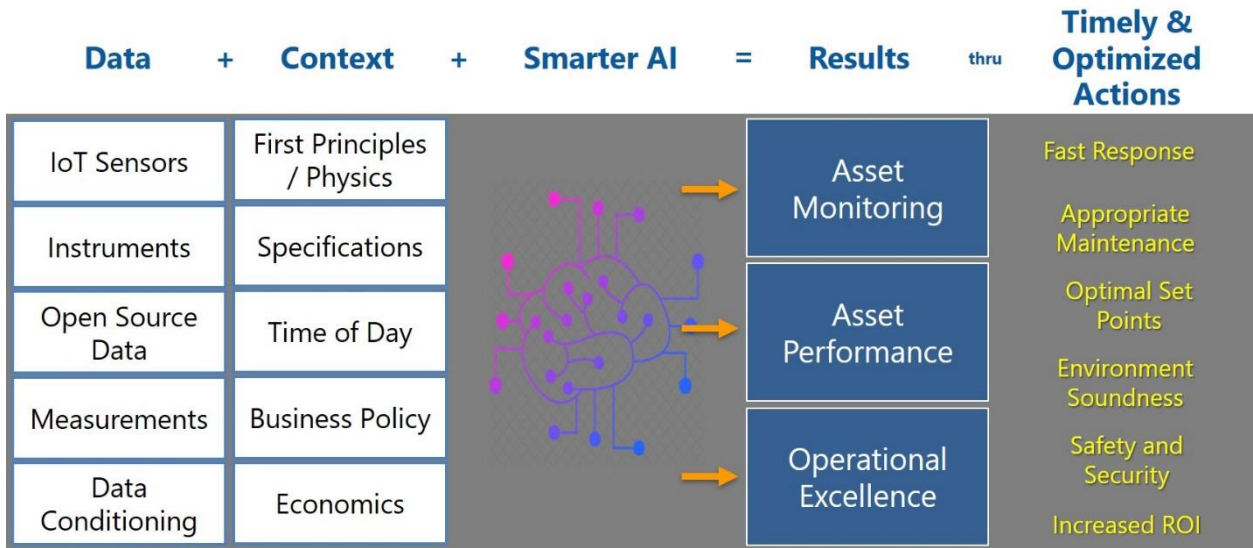 Data + Context + Smarter AI = Results thru Timely &
Optimized
Actions
IoT Sensors
Instruments
Open Source
Data
Measurements
Data
Conditioning
First Principles
/ Physics
Specifications
Time of Day
Business Policy
Economics
Asset
Monitoring
Asset
Performance
Operational
Excellence
Fast Response
Appropriate
Maintenance
Optimal Set
Points
Environment
Soundness
Safety and
Security
Increased ROI